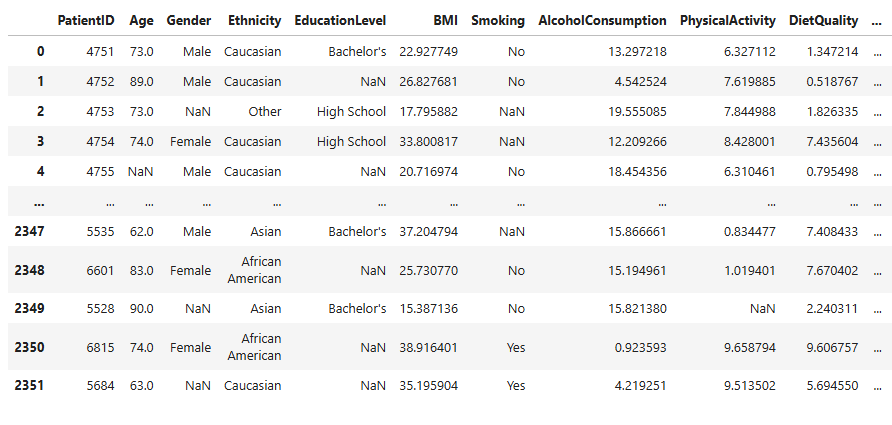 PatientID Age Gender Ethnicity EducationLevel BMI Smoking AlcoholConsumption PhysicalActivity DietQuality ...
0 4751 73.0 Male Caucasian Bachelor's 22.927749 No 13.297218 6.327112 1.347214 ...
1 4752 89.0 Male Caucasian NaN 26.827681 No 4.542524 7.619885 0.518767 ...
2 4753 73.0 NaN Other High School 17.795882 NaN 19.555085 7.844988 1.826335 ...
3 4754 74.0 Female Caucasian High School 33.800817 NaN 12.209266 8.428001 7.435604 ...
4 4755 NaN Male Caucasian NaN 20.716974 No 18.454356 6.310461 0.795498 ...
... ... ... ... ... ... ... ... ... ... ... ...
2347 5535 62.0 Male Asian Bachelor's 37.204794 NaN 15.866661 0.834477 7.408433 ...
2348 6601 83.0 Female African American NaN 25.730770 No 15.194961 1.019401 7.670402 ...
2349 5528 90.0 NaN Asian Bachelor's 15.387136 No 15.821380 NaN 2.240311 ...
2350 6815 74.0 Female African American NaN 38.916401 Yes 0.923593 9.658794 9.606757 ...
2351 5684 63.0 NaN Caucasian NaN 35.195904 Yes 4.219251 9.513502 5.694550 ...